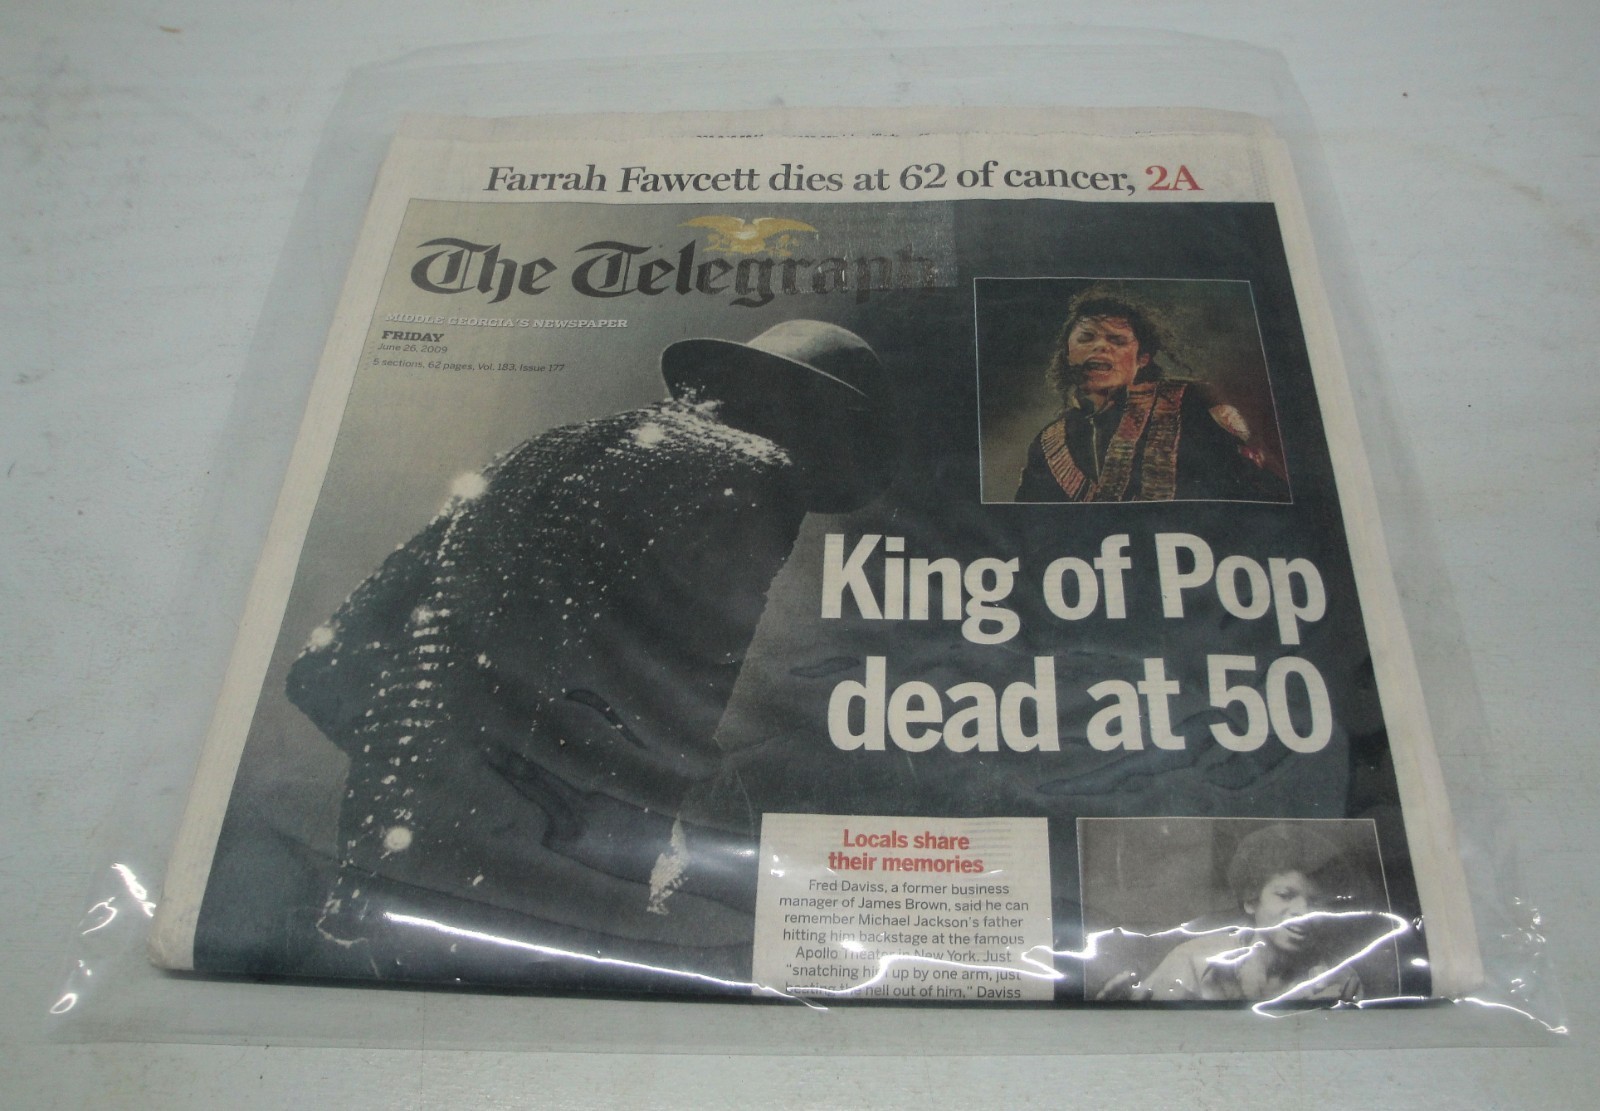 Farrah Fawcett dies at 62 of cancer, 2A
The Telegraph
MIDDLE GEORGIA'S NEWSPAPER
FRIDAY
June 26, 2009
5 sections, 62 pages, Vol. 183, Issue 177
King of Pop
dead at 50
Locals share
their memories
Fred Daviss, a former business
manager of James Brown, said he can
remember Michael Jackson's father
hitting him backstage at the famous
Apollo Theater in New York. Just
"snatching him up by one arm, just
beating the hell out of him," Daviss